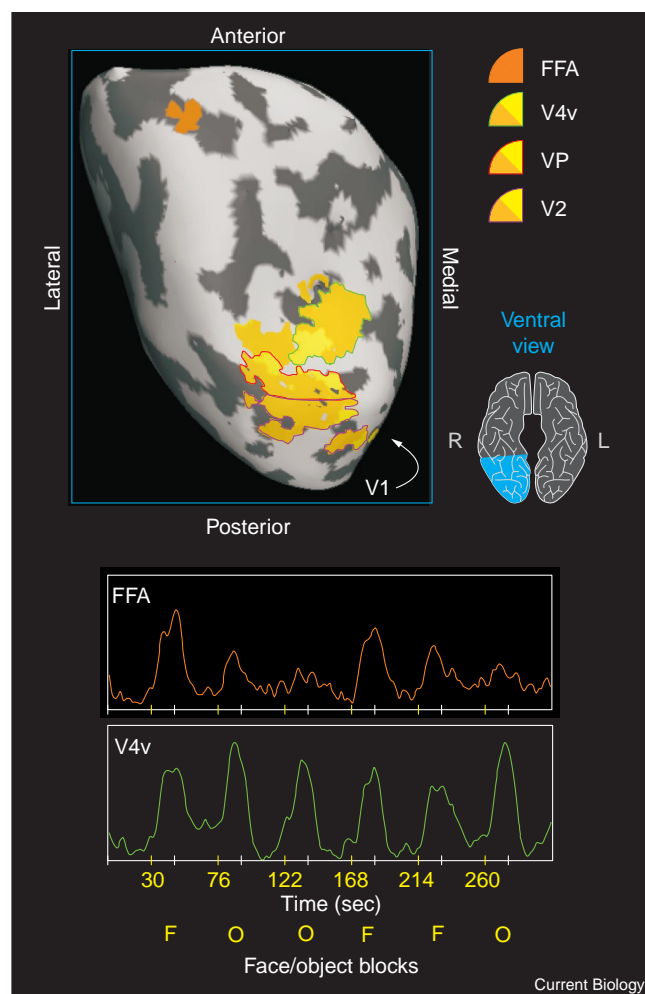 Anterior
FFA
V4v
VP
V2
Lateral
Medial
Ventral
view
R
L
V1
Posterior
FFA
V4v
30 76 122 168 214 260
Time (sec)
F O O F F O
Face/object blocks
Current Biology